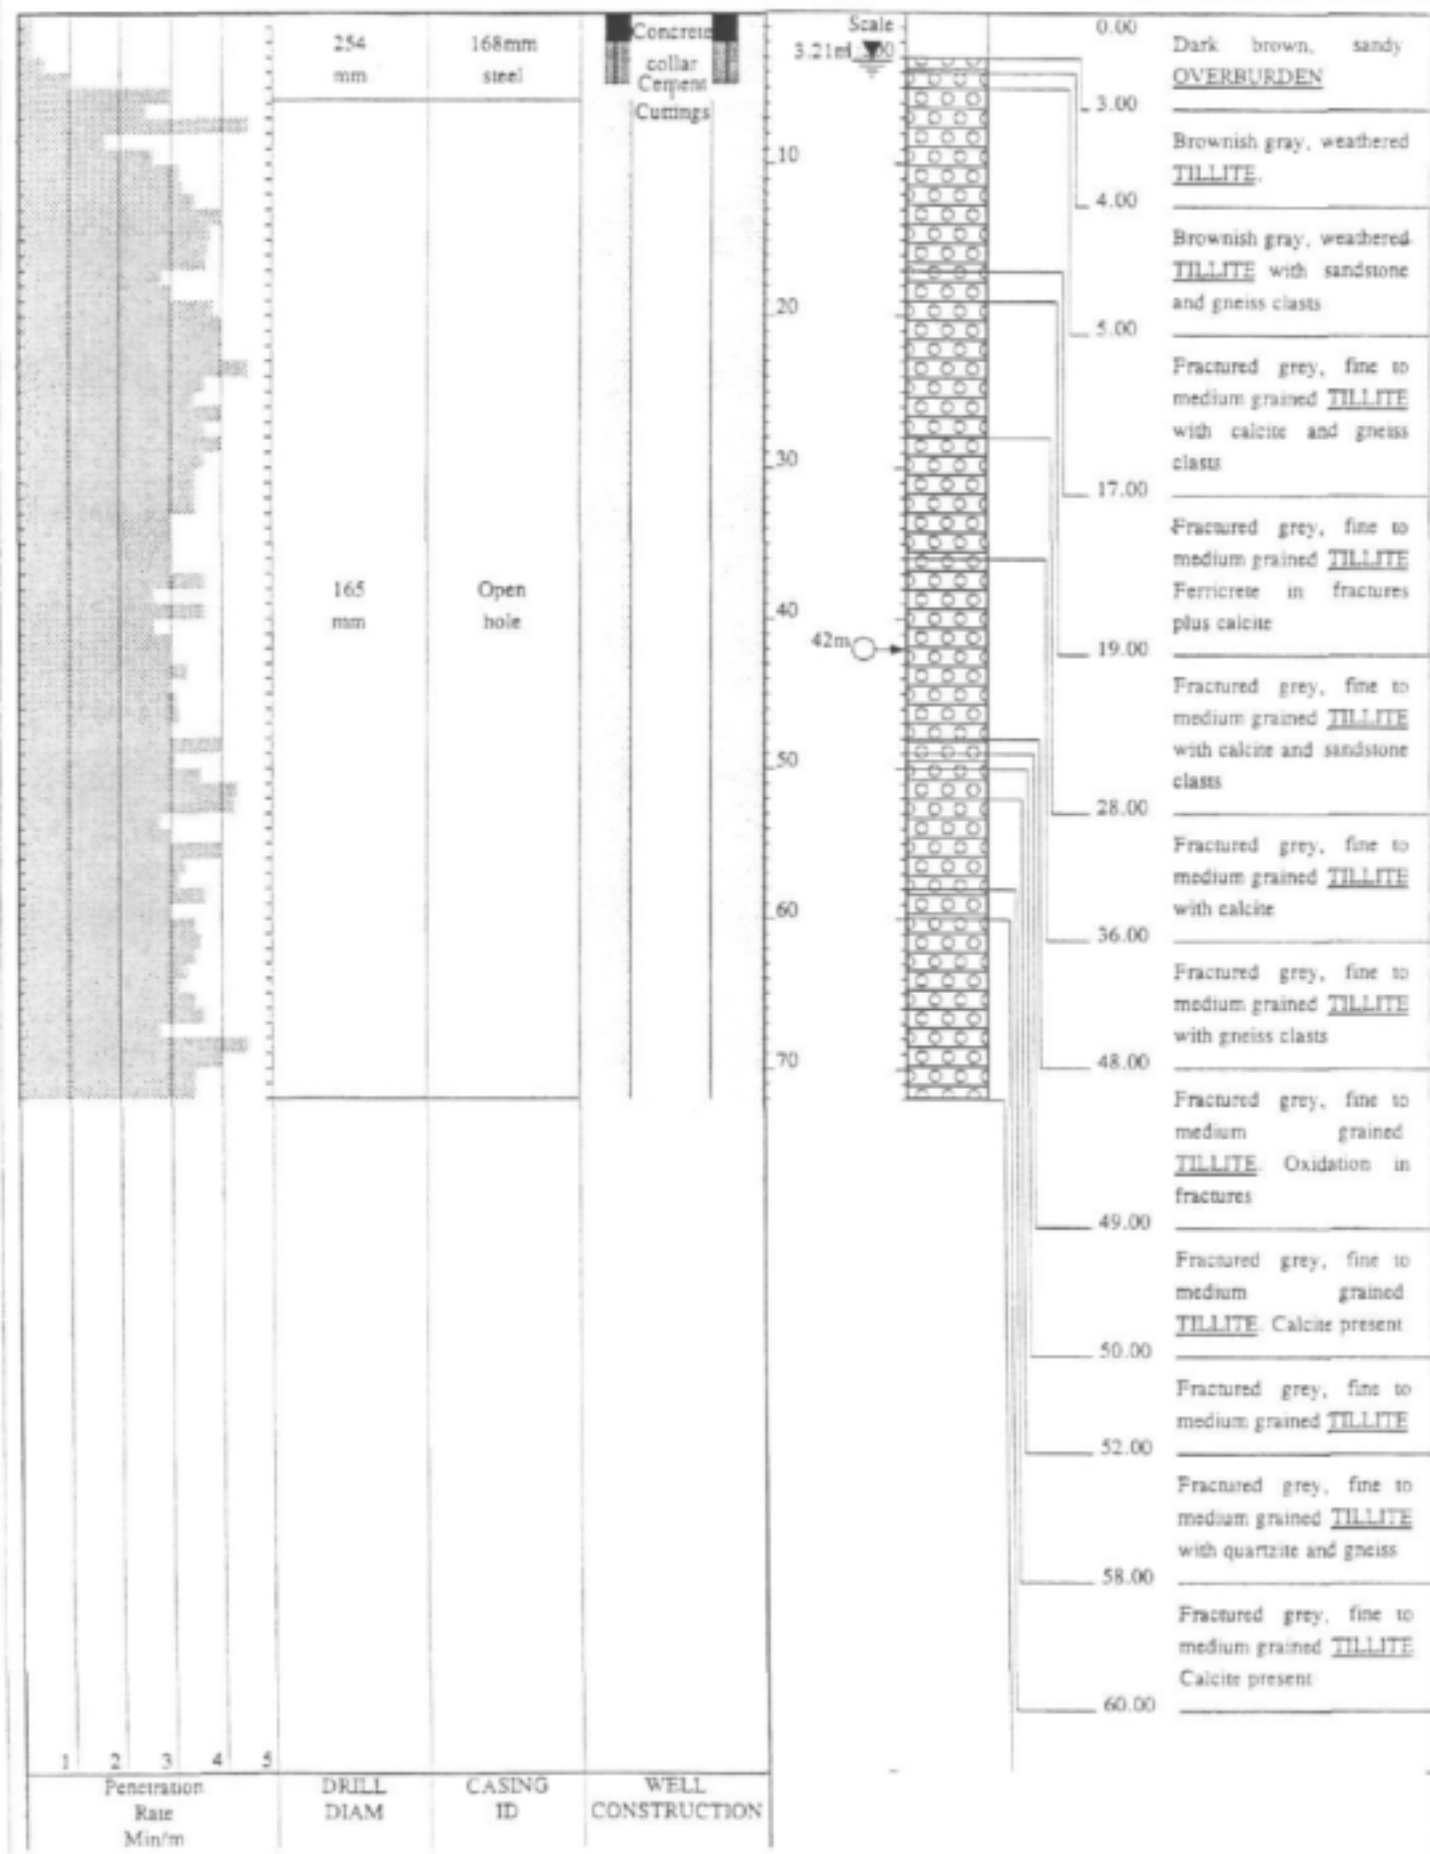 254
mm
168mm
steel
Concrete
collar
Cement
Cuttings
165
mm
Open
hole
10
20
30
40
50
60
70
Scale
3.21m
42m
0.00
Dark brown, sandy
OVERBURDEN
3.00
Brownish gray, weathered
TILLITE.
4.00
Brownish gray, weathered
TILLITE with sandstone
and gneiss clasts
5.00
Fractured grey, fine to
medium grained TILLITE
with calcite and gneiss
clasts
17.00
Fractured grey, fine to
medium grained TILLITE
Ferricrete in fractures
plus calcite
19.00
Fractured grey, fine to
medium grained TILLITE
with calcite and sandstone
clasts
28.00
Fractured grey, fine to
medium grained TILLITE
with calcite
36.00
Fractured grey, fine to
medium grained TILLITE
with gneiss clasts
48.00
Fractured grey, fine to
medium grained
TILLITE. Oxidation in
fractures
49.00
Fractured grey, fine to
medium grained
TILLITE. Calcite present
50.00
Fractured grey, fine to
medium grained TILLITE
52.00
Fractured grey, fine to
medium grained TILLITE
with quartzite and gneiss
58.00
Fractured grey, fine to
medium grained TILLITE
Calcite present
60.00
1 2 3 4 5
Penetration
Rate
Min/m
DRILL
DIAM
CASING
ID
WELL
CONSTRUCTION